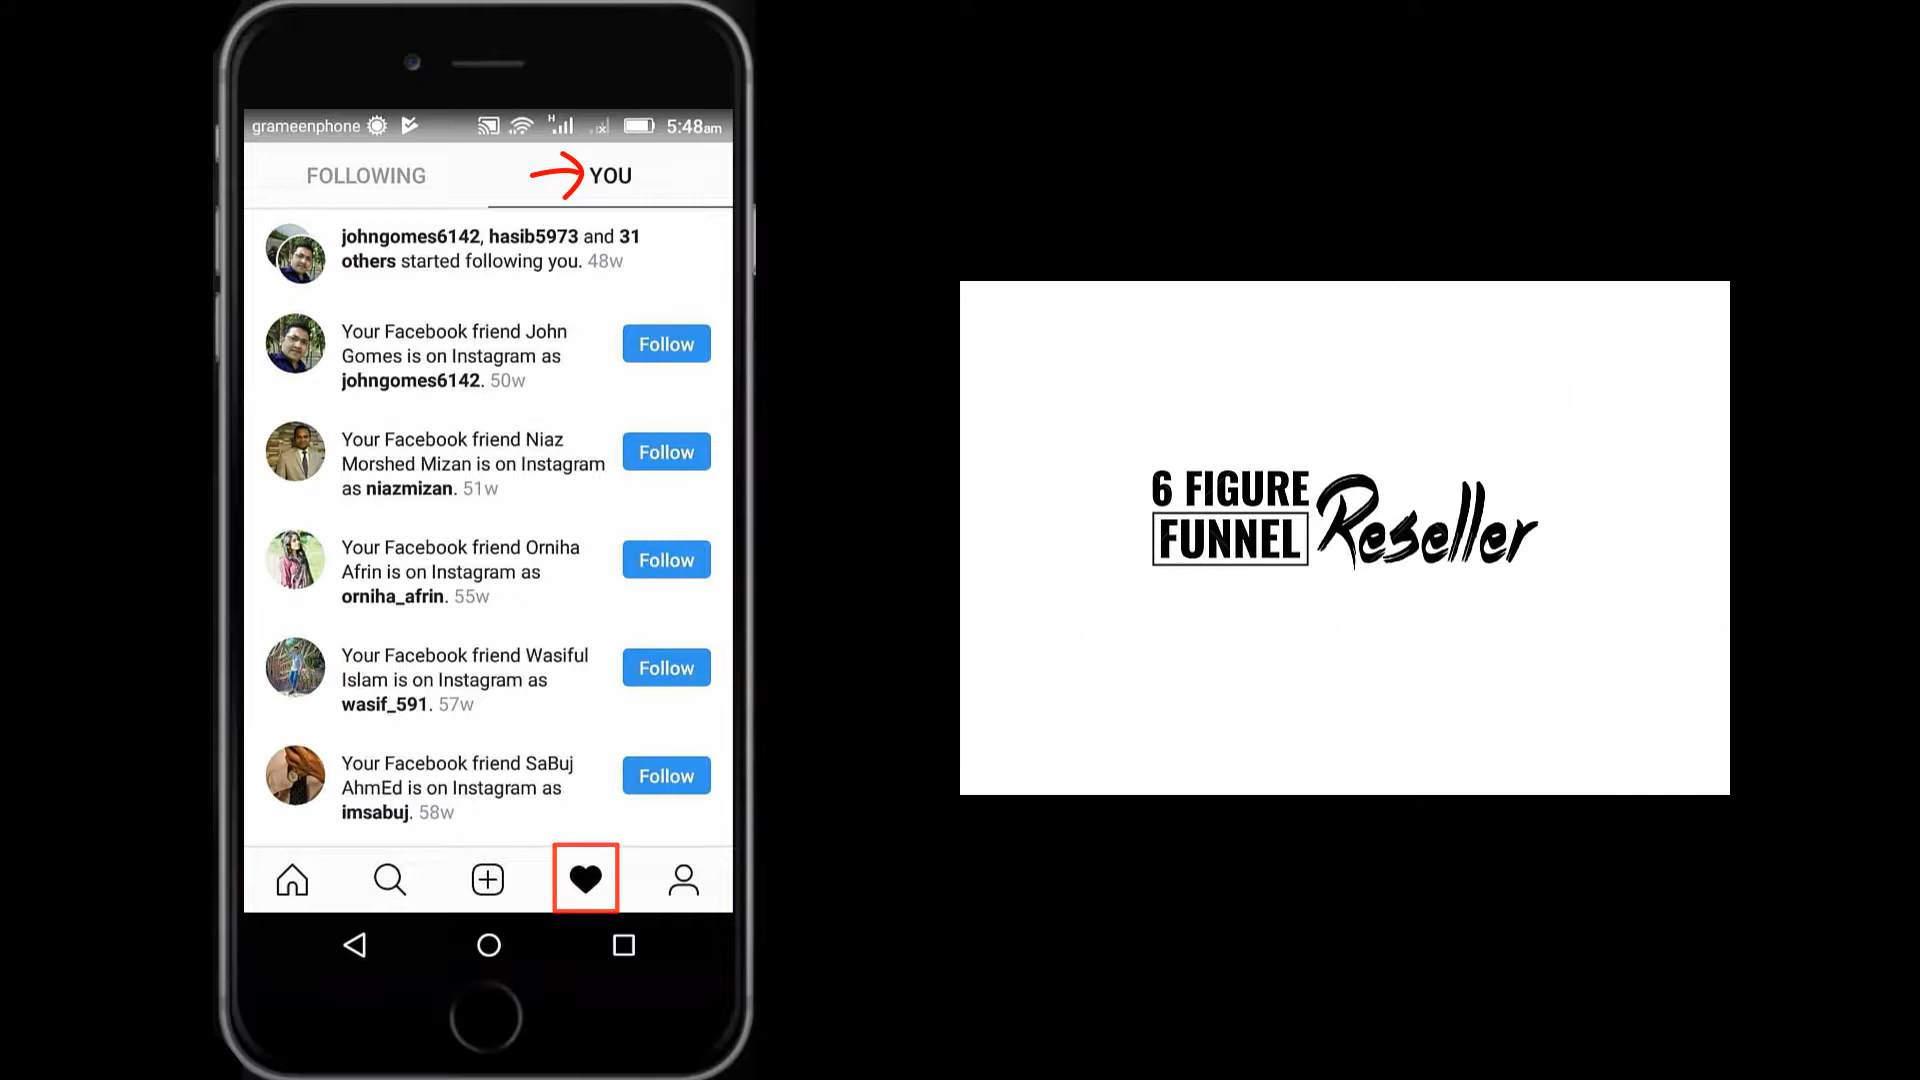 grameenphone
H
5:48am
FOLLOWING
YOU
johngomes6142, hasib5973 and 31
others started following you. 48w
Your Facebook friend John
Gomes is on Instagram as
johngomes6142. 50w
Follow
Your Facebook friend Niaz
Morshed Mizan is on Instagram
as niazmizan. 51w
Follow
Your Facebook friend Orniha
Afrin is on Instagram as
orniha_afrin. 55w
Follow
Your Facebook friend Wasiful
Islam is on Instagram as
wasif_591. 57w
Follow
Your Facebook friend SaBuj
AhmEd is on Instagram as
imsabuj. 58w
Follow
6 FIGURE
FUNNEL
Reseller